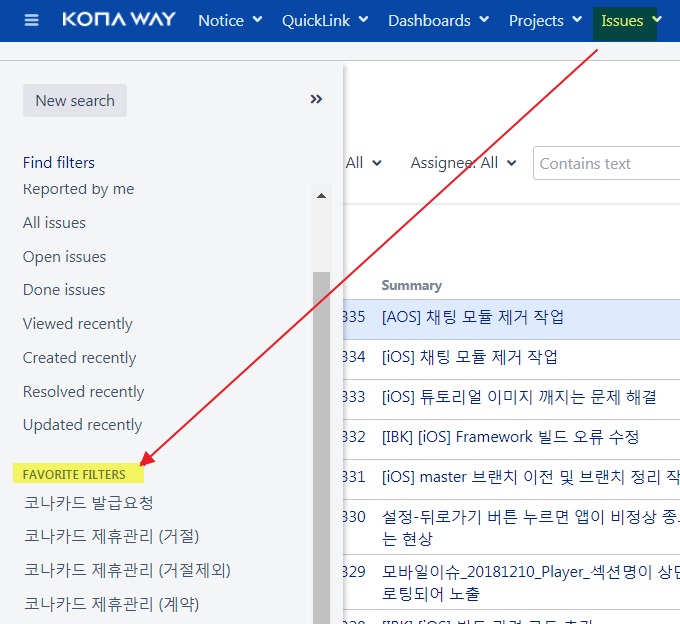 KONA WAY Notice QuickLink Dashboards Projects Issues
New search
Find filters
Reported by me
All issues
Open issues
Done issues
Viewed recently
Created recently
Resolved recently
Updated recently
FAVORITE FILTERS
코나카드 발급요청
코나카드 제휴관리 (거절)
코나카드 제휴관리 (거절제외)
코나카드 제휴관리 (계약)
All Assignee: All Contains text
Summary
335 [AOS] 채팅 모듈 제거 작업
334 [iOS] 채팅 모듈 제거 작업
333 [iOS] 튜토리얼 이미지 깨지는 문제 해결
332 [IBK] [iOS] Framework 빌드 오류 수정
331 [iOS] master 브랜치 이전 및 브랜치 정리 작
330 설정-뒤로가기 버튼 누르면 앱이 비정상 종
는 현상
329 모바일이슈_20181210_Player_섹션명이 상단
로팅되어 노출